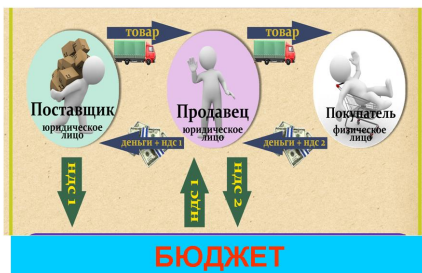 товар
товар
Поставщик
юридическое
лицо
Продавец
юридическое
лицо
Покупатель
физическое
лицо
деньги + ндс 1
деньги + ндс 2
НДС 1
НДС 1
НДС 2
БЮДЖЕТ